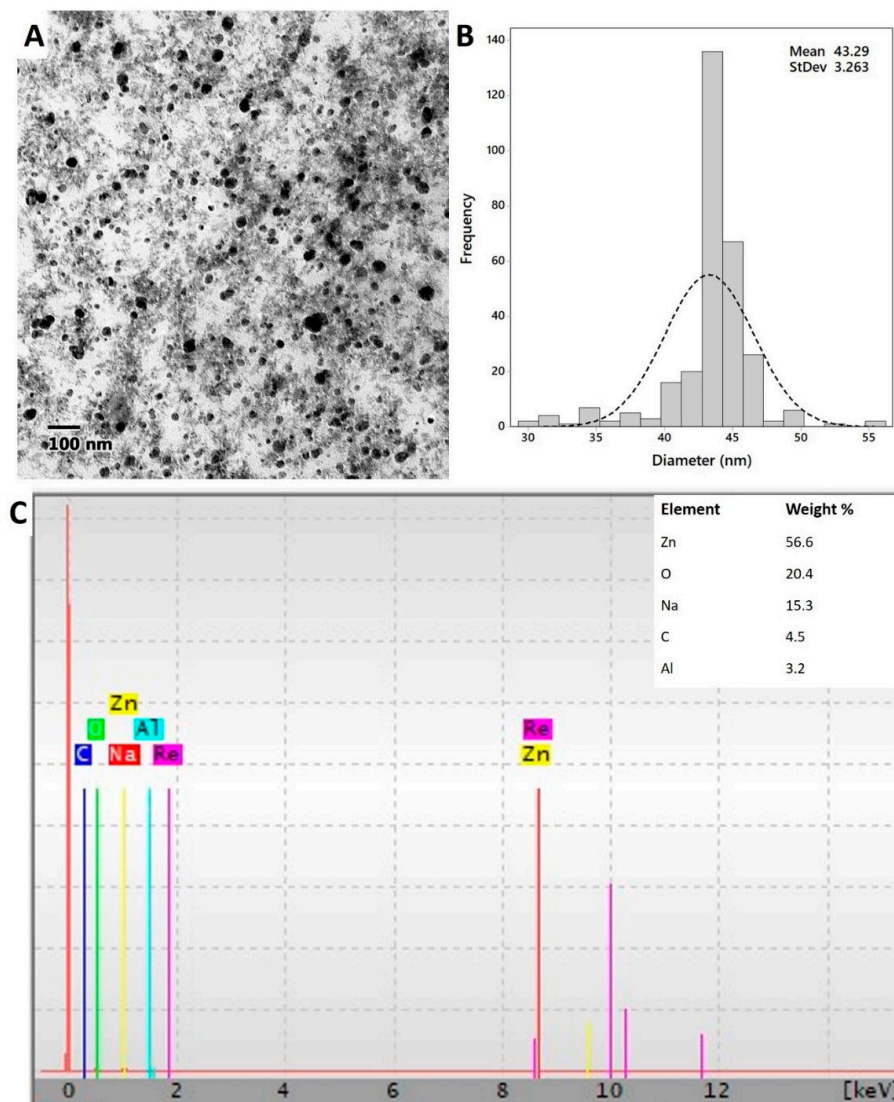 A
100 nm
B
Mean 43.29
StDev 3.263
140
120
100
80
60
40
20
0
Frequency
30 35 40 45 50 55
Diameter (nm)
C
Element Weight %
Zn 56.6
O 20.4
Na 15.3
C 4.5
Al 3.2
Zn
O Al Re
C Na Re Zn
0 2 4 6 8 10 12 [keV]